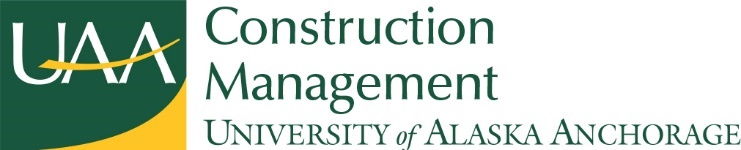 UAA
Construction
Management
UNIVERSITY of ALASKA ANCHORAGE